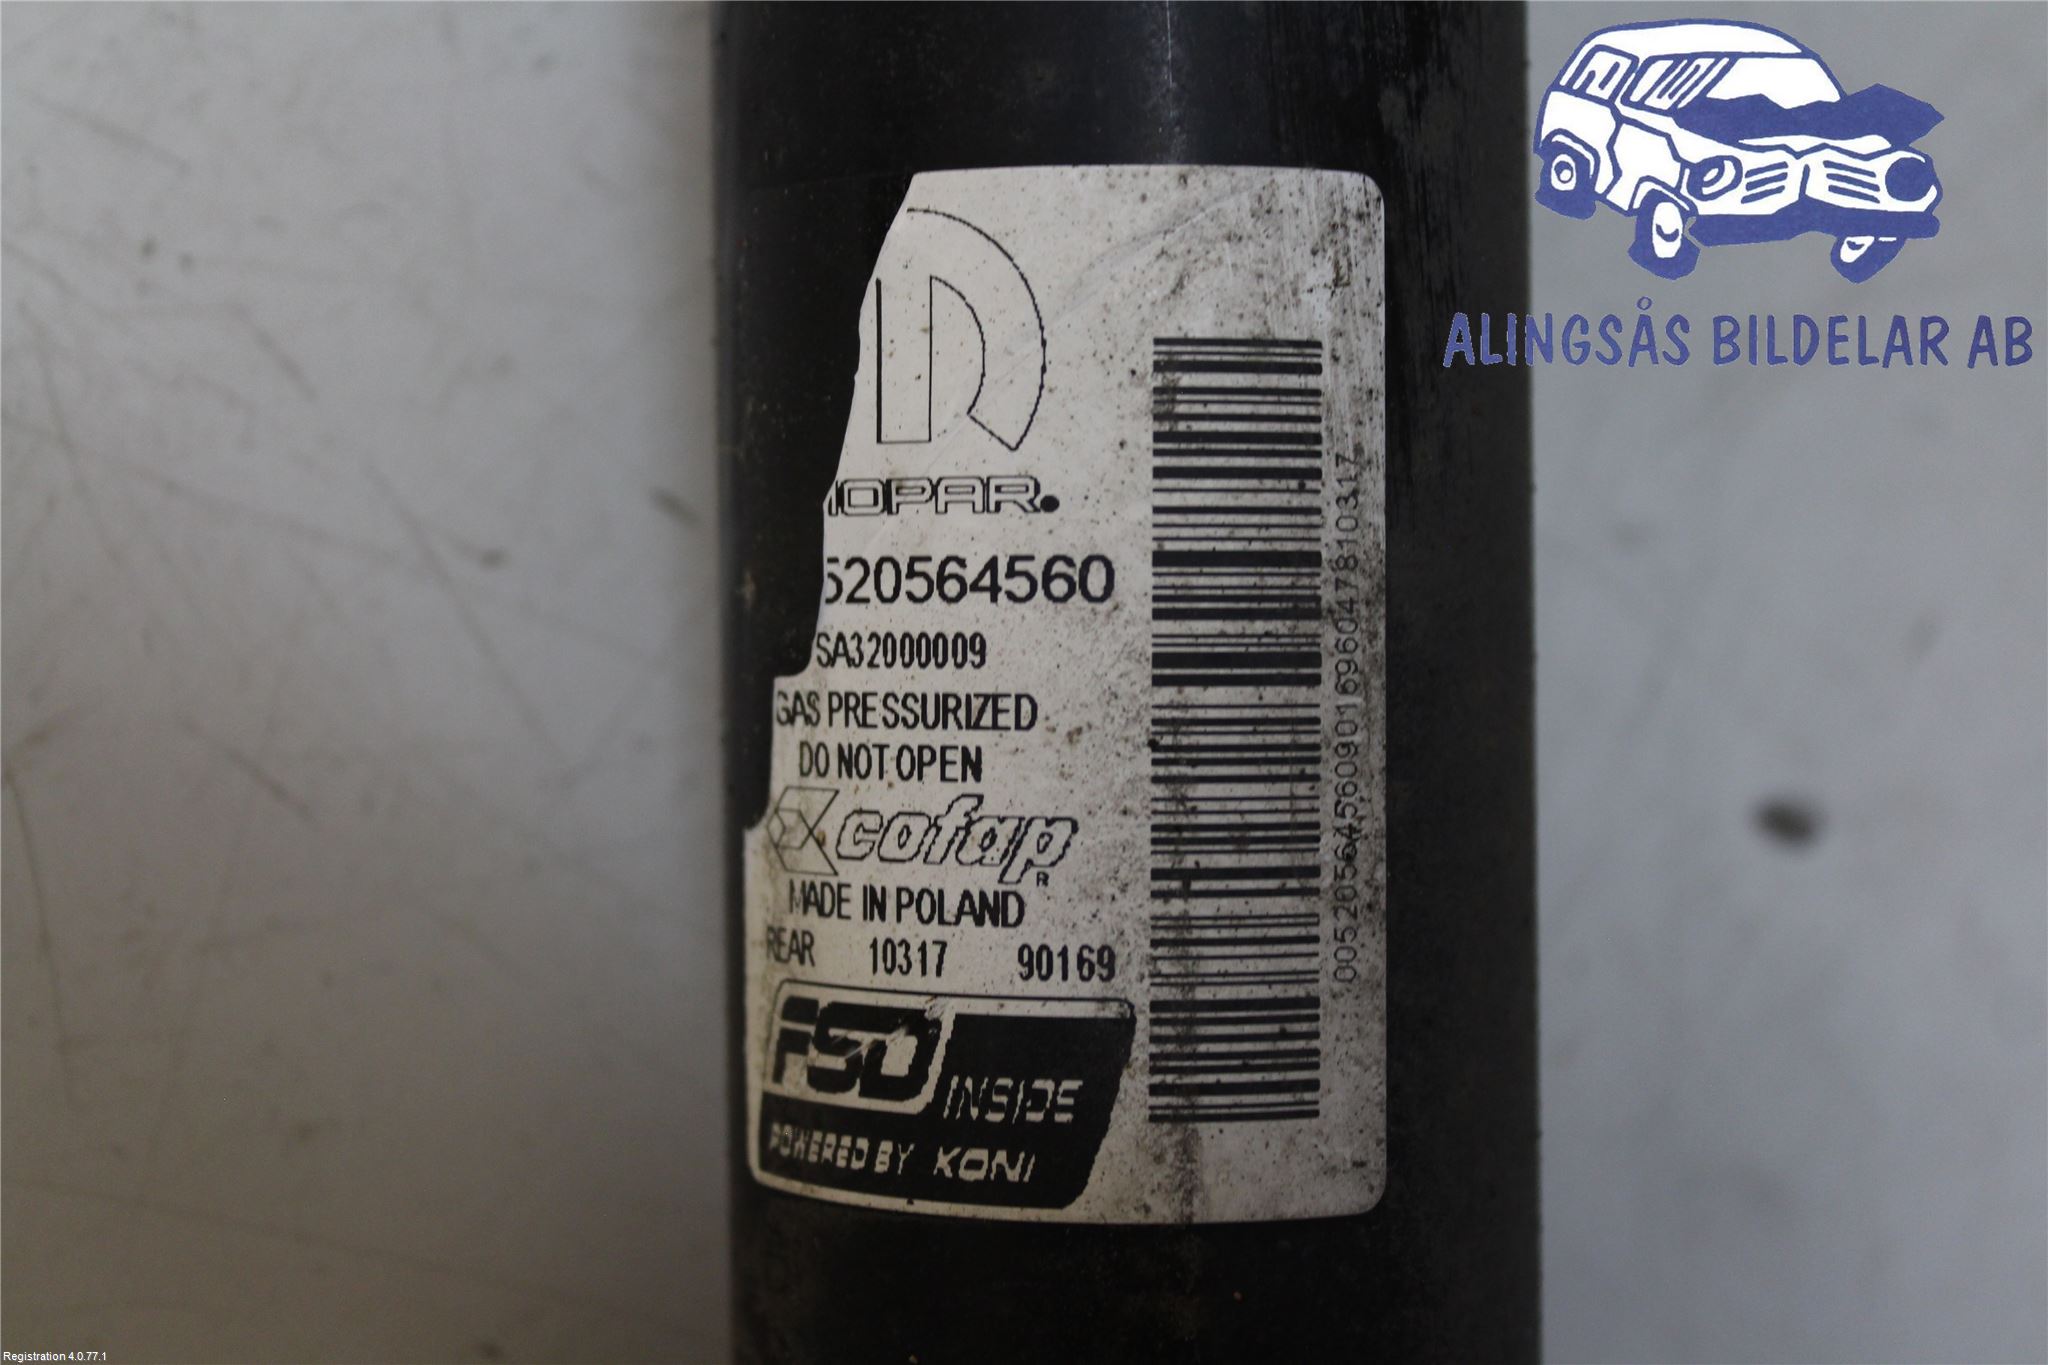 ALINGSÅS BILDELAR AB
MOPAR.
520564560
SA32000009
GAS PRESSURIZED
DO NOT OPEN
cofap
R
MADE IN POLAND
REAR 10317 90169
FSD INSIDE
POWERED BY KONI
00520564560901696047810317
Registration 4.0.77.1